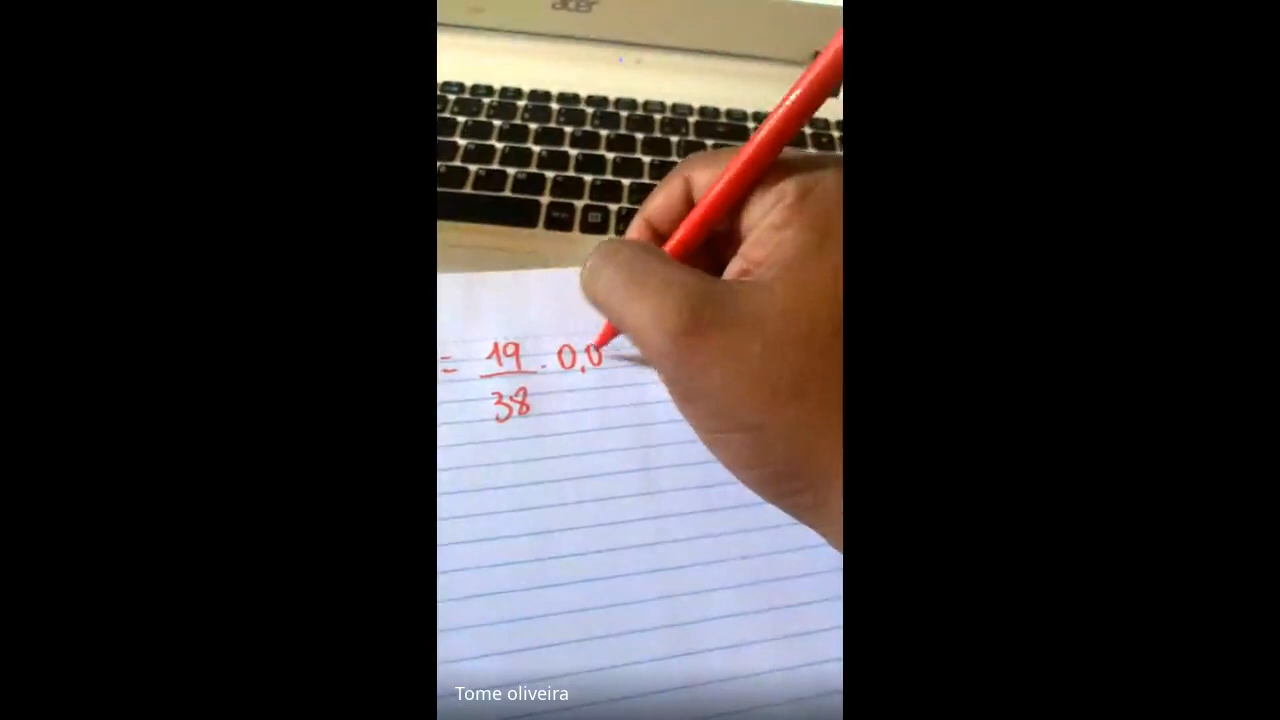 acer
= 19/38 . 0,0
Tome oliveira